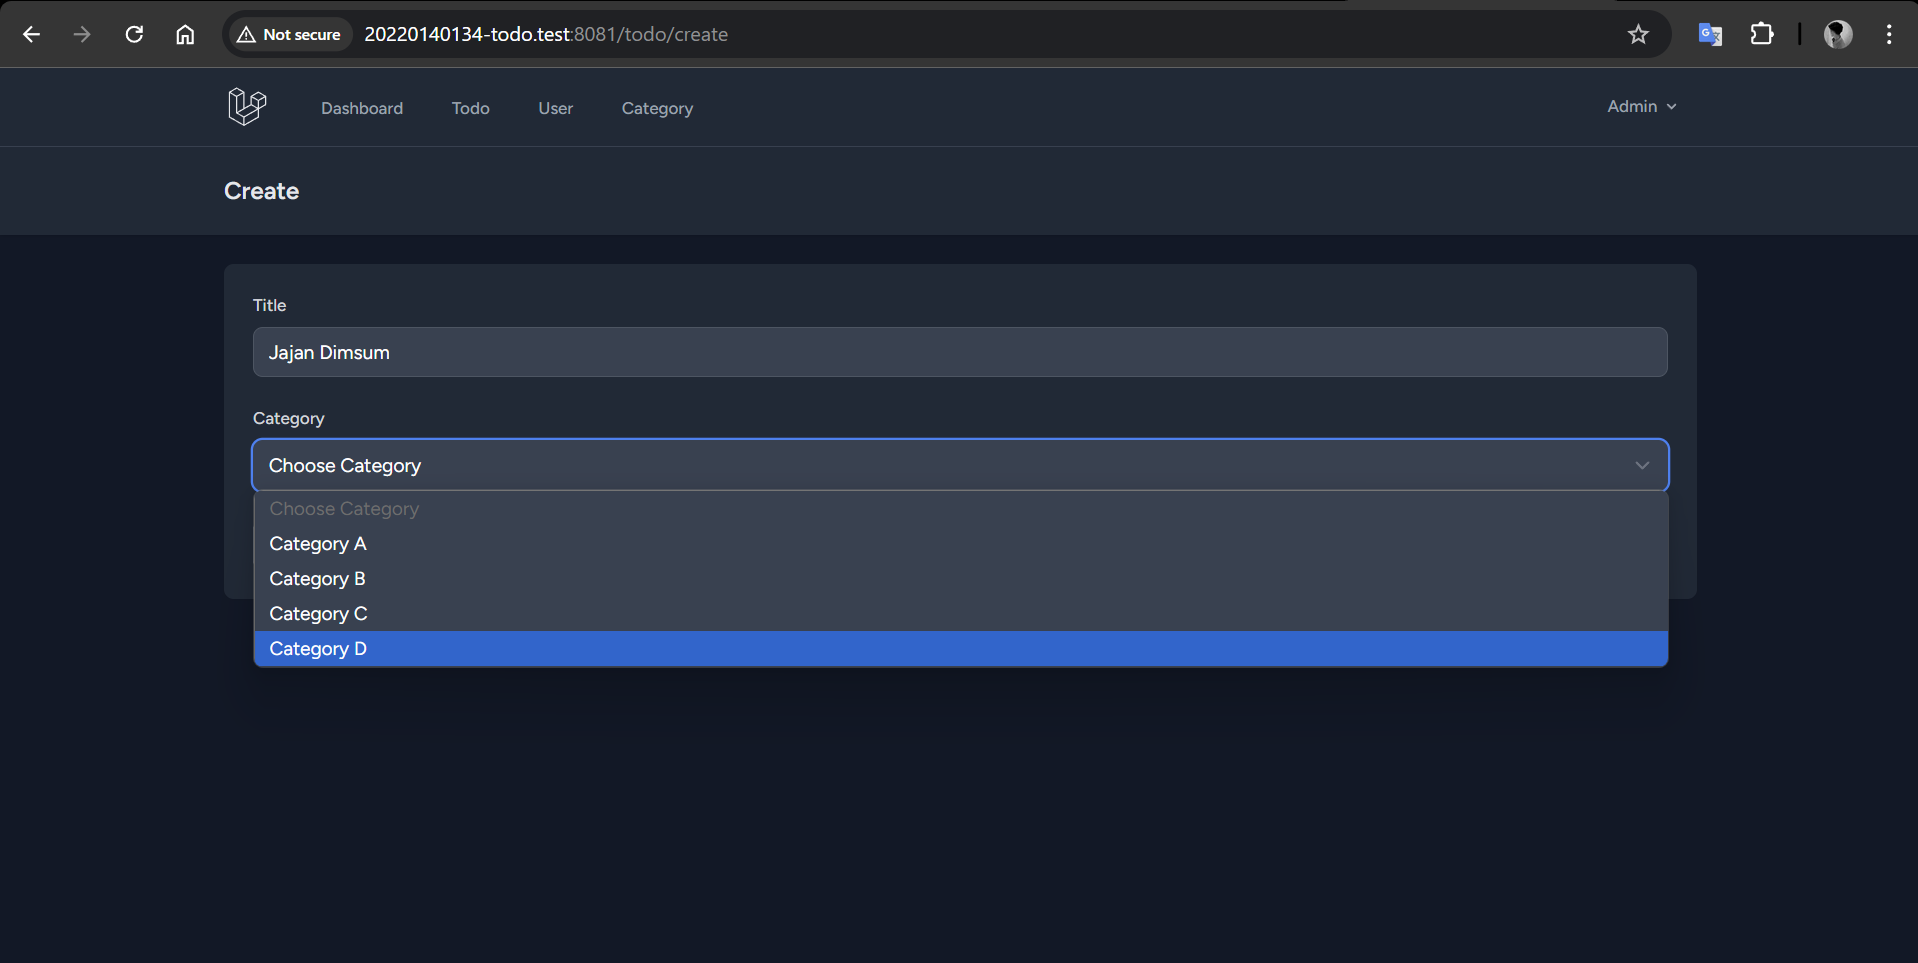 Not secure 20220140134-todo.test:8081/todo/create
Dashboard Todo User Category Admin
Create
Title
Jajan Dimsum
Category
Choose Category
Choose Category
Category A
Category B
Category C
Category D